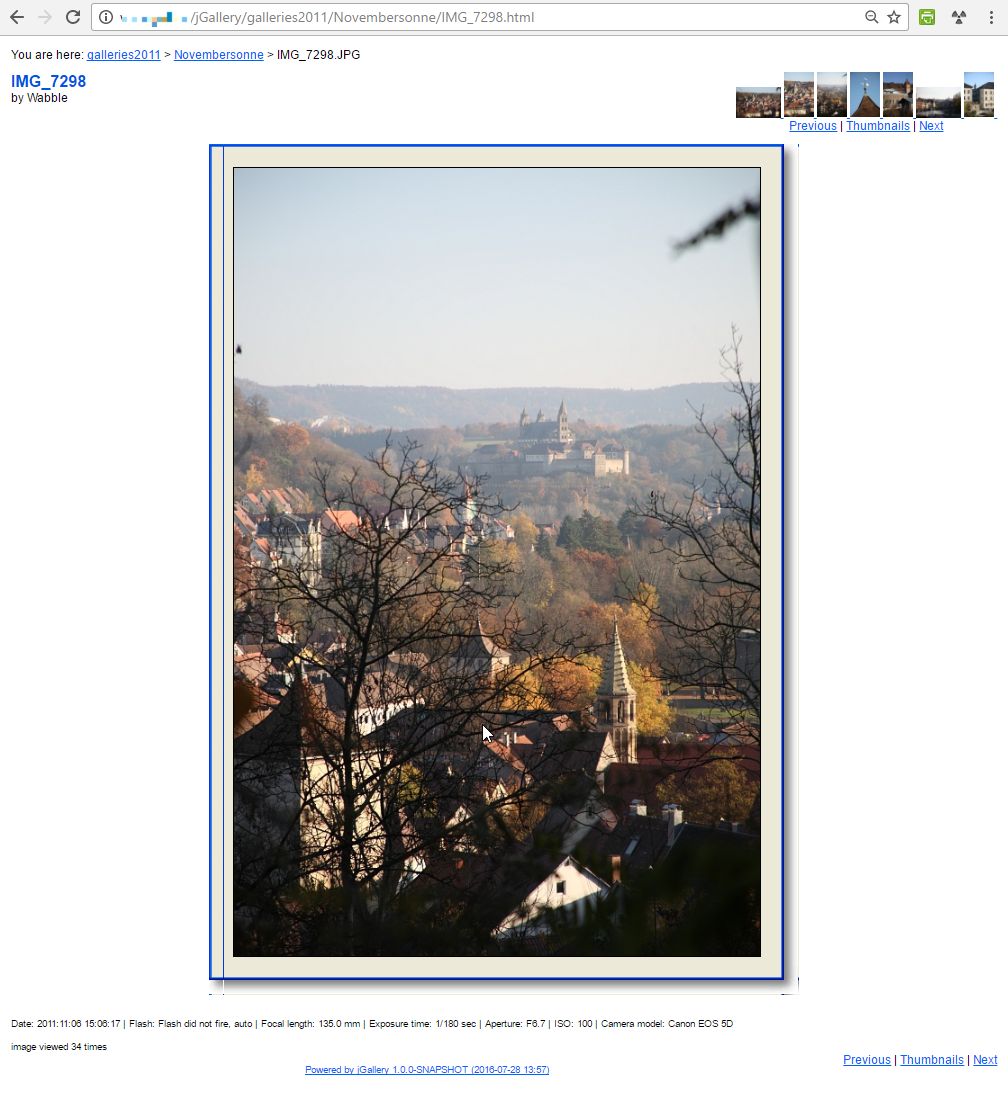 /jGallery/galleries2011/Novembersonne/IMG_7298.html
You are here: galleries2011 > Novembersonne > IMG_7298.JPG
IMG_7298
by Wabble
Previous | Thumbnails | Next
Date: 2011:11:06 15:06:17 | Flash: Flash did not fire, auto | Focal length: 135.0 mm | Exposure time: 1/180 sec | Aperture: F6.7 | ISO: 100 | Camera model: Canon EOS 5D
image viewed 34 times
Previous | Thumbnails | Next
Powered by jGallery 1.0.0-SNAPSHOT (2016-07-28 13:57)